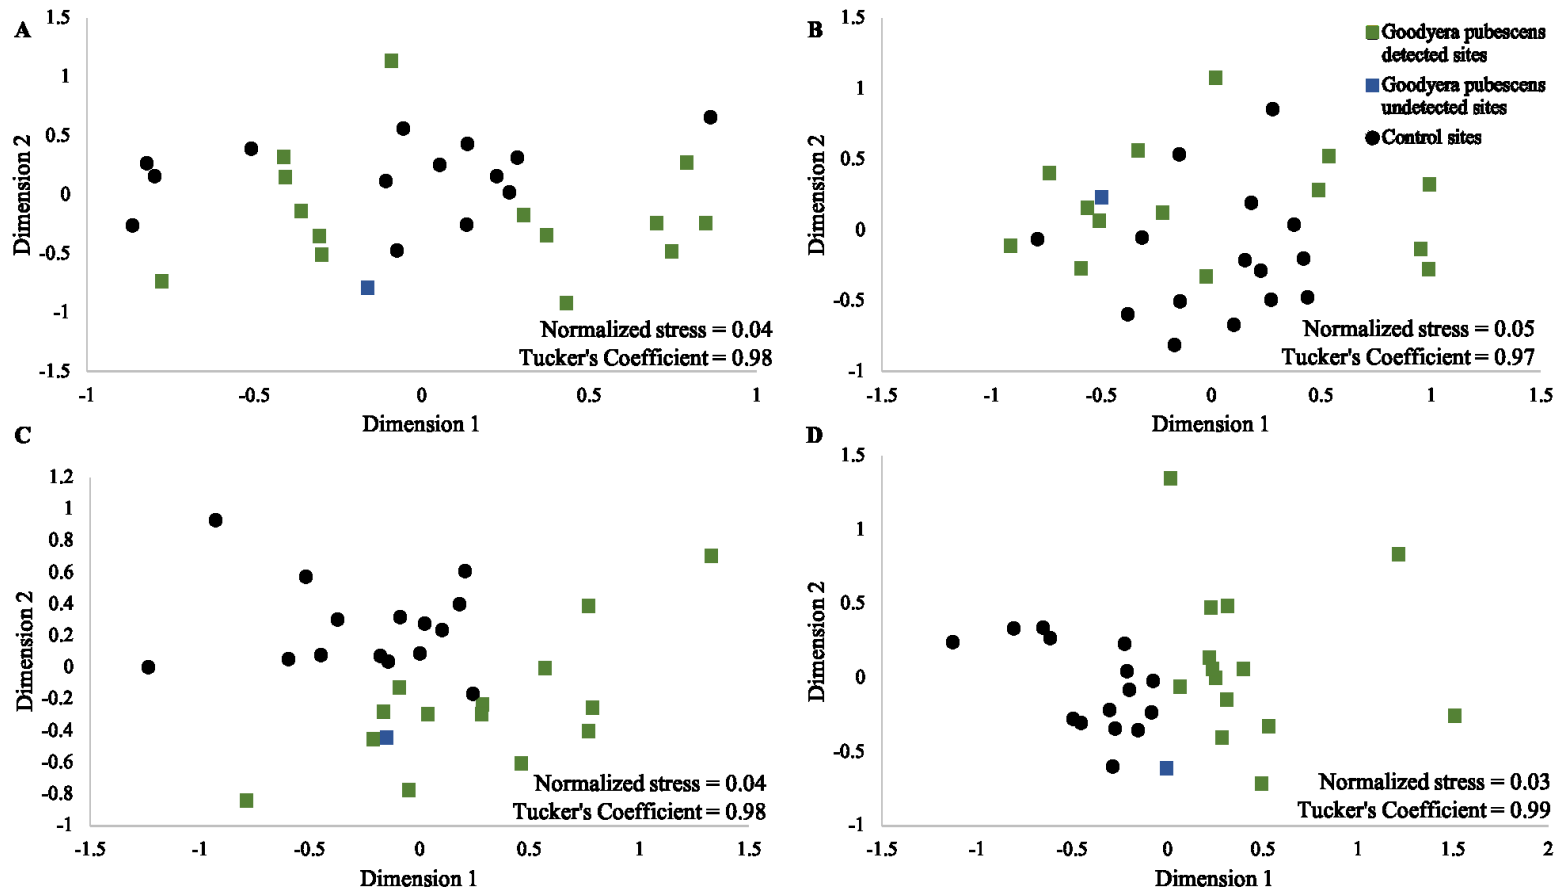 A
1.5
1
0.5
0
-0.5
-1
-1.5
Dimension 2
Normalized stress = 0.04
Tucker's Coefficient = 0.98
-1
-0.5
0
0.5
1
Dimension 1
B
1.5
1
0.5
0
-0.5
-1
Dimension 2
Goodyera pubescens
detected sites
Goodyera pubescens
undetected sites
Control sites
Normalized stress = 0.05
Tucker's Coefficient = 0.97
-1.5
-1
-0.5
0
0.5
1
1.5
Dimension 1
C
1.2
1
0.8
0.6
0.4
0.2
0
-0.2
-0.4
-0.6
-0.8
-1
Dimension 2
Normalized stress = 0.04
Tucker's Coefficient = 0.98
-1.5
-1
-0.5
0
0.5
1
1.5
Dimension 1
D
1.5
1
0.5
0
-0.5
-1
Dimension 2
Normalized stress = 0.03
Tucker's Coefficient = 0.99
-1.5
-1
-0.5
0
0.5
1
1.5
2
Dimension 1